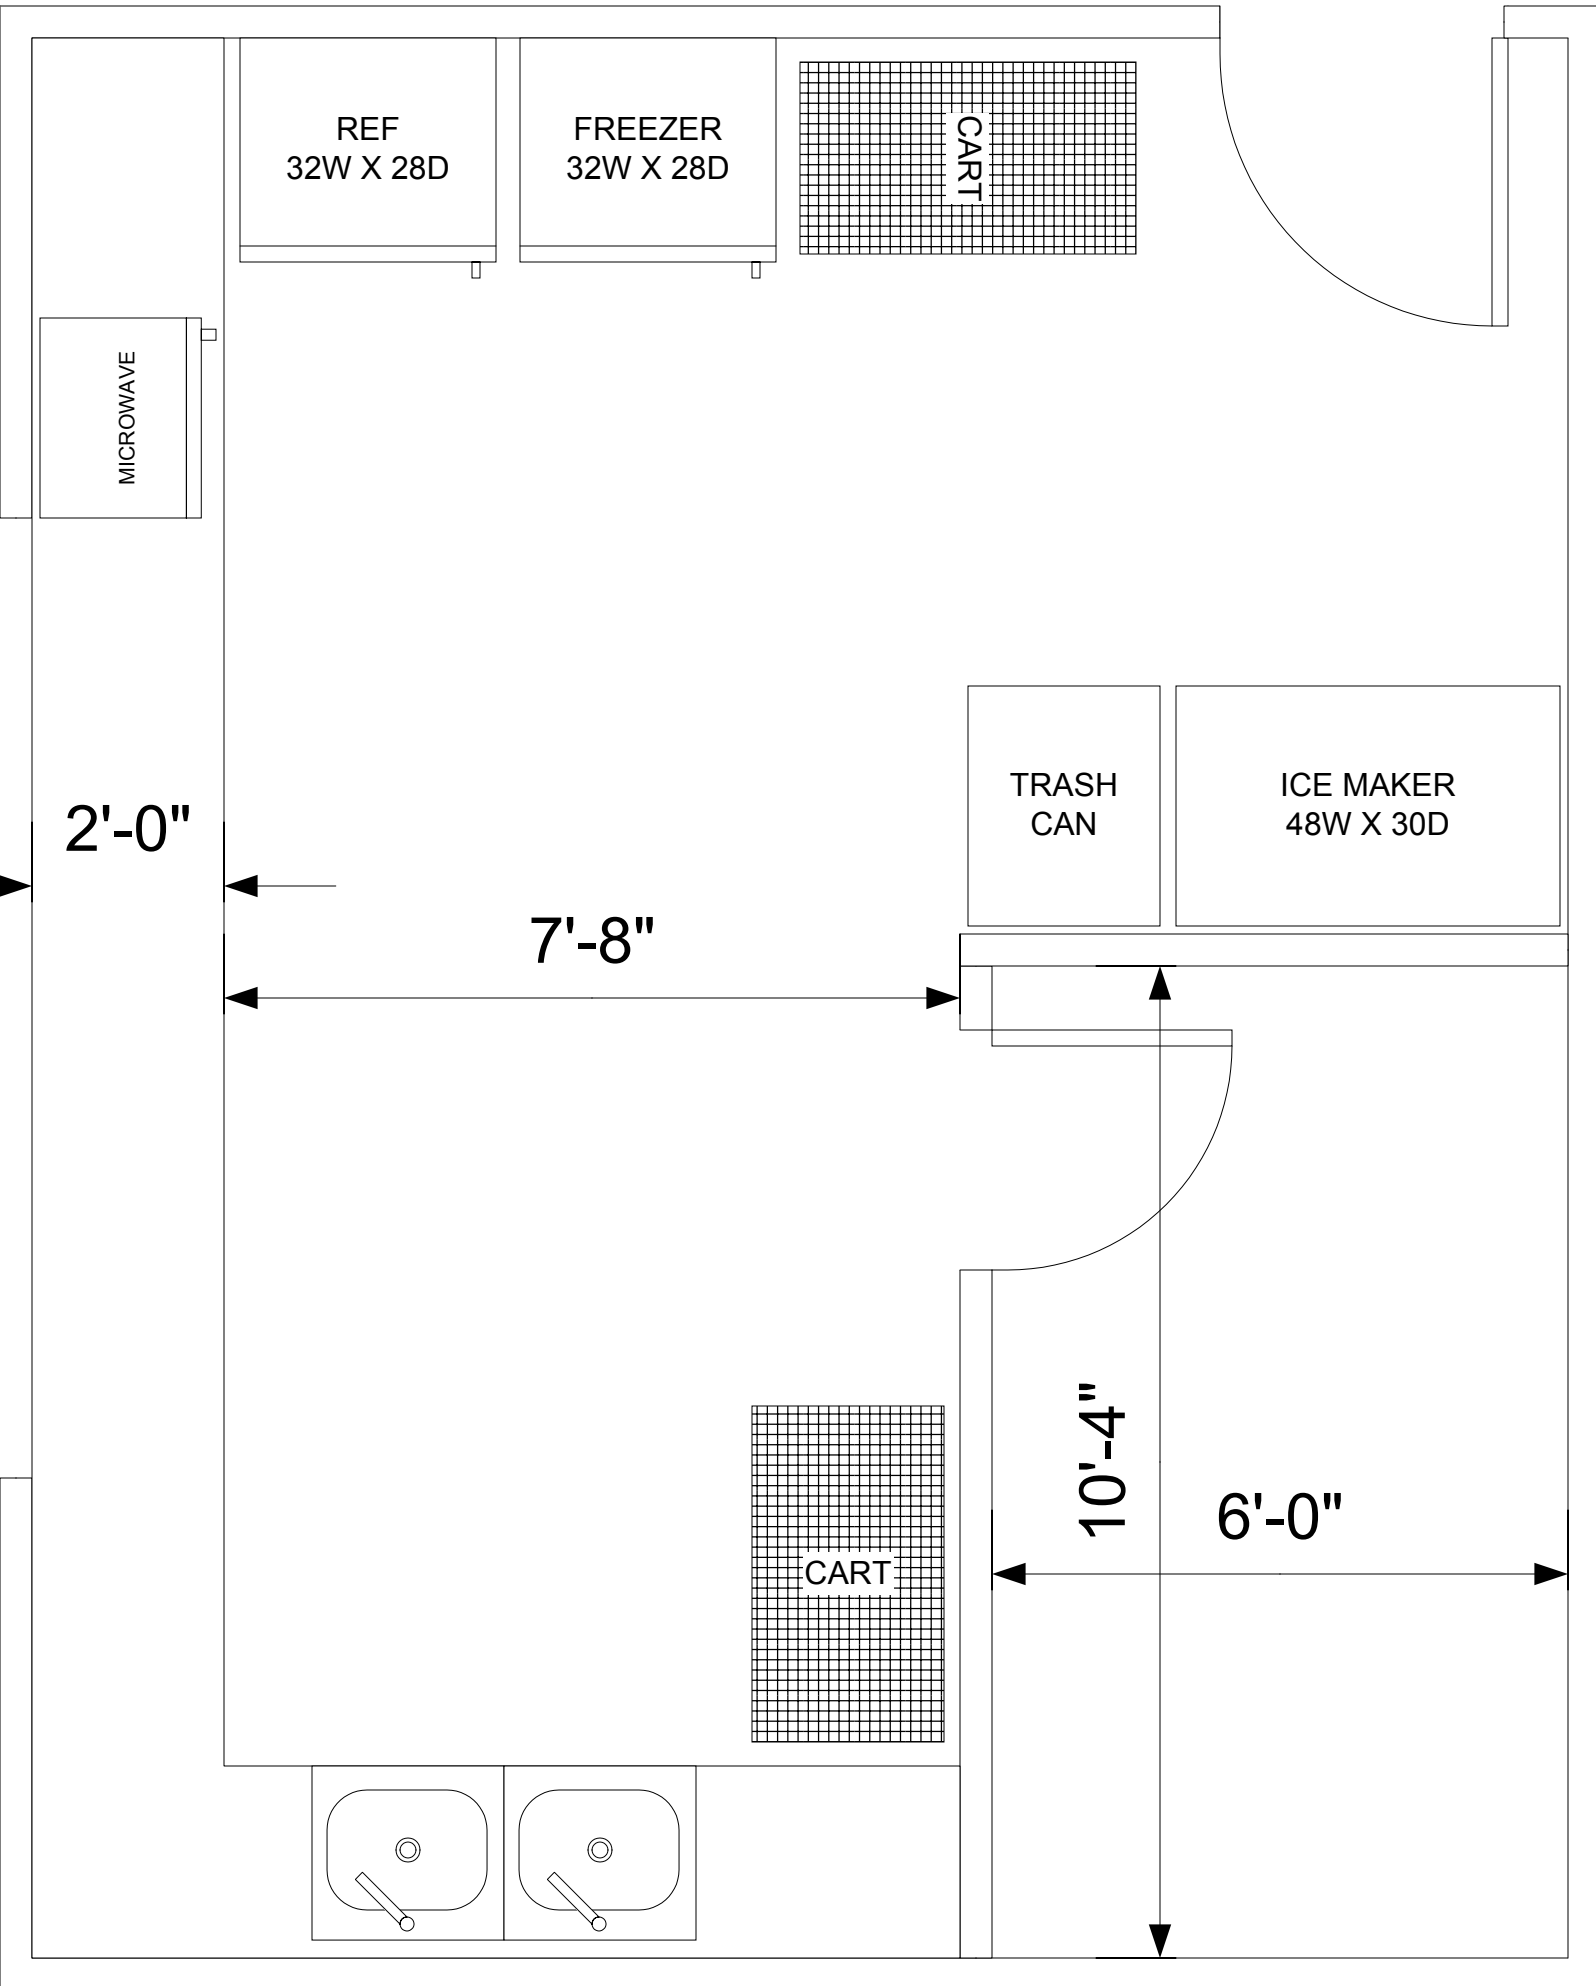 REF
32W X 28D
FREEZER
32W X 28D
CART
MICROWAVE
TRASH
CAN
ICE MAKER
48W X 30D
2'-0"
7'-8"
10'-4"
6'-0"
CART